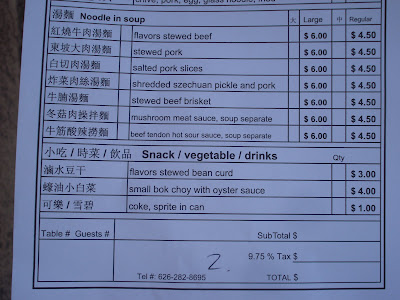 chive, pork, egg, glass noodle, fried
湯麵 Noodle in soup 大 Large 中 Regular
紅燒牛肉湯麵 flavors stewed beef $ 6.00 $ 4.50
東坡大肉湯麵 stewed pork $ 6.00 $ 4.50
白切肉湯麵 salted pork slices $ 6.00 $ 4.50
炸菜肉絲湯麵 shredded szechuan pickle and pork $ 6.00 $ 4.50
牛腩湯麵 stewed beef brisket $ 6.00 $ 4.50
冬菇肉燥拌麵 mushroom meat sauce, soup separate $ 6.00 $ 4.50
牛筋酸辣撈麵 beef tendon hot sour sauce, soup separate $ 6.00 $ 4.50
小吃 / 時菜 / 飲品 Snack / vegetable / drinks Qty
滷水豆干 flavors stewed bean curd $ 3.00
蠔油小白菜 small bok choy with oyster sauce $ 4.00
可樂 / 雪碧 coke, sprite in can $ 1.00
Table # Guests # SubTotal $
2. 9.75 % Tax $
Tel #: 626-282-8695 TOTAL $